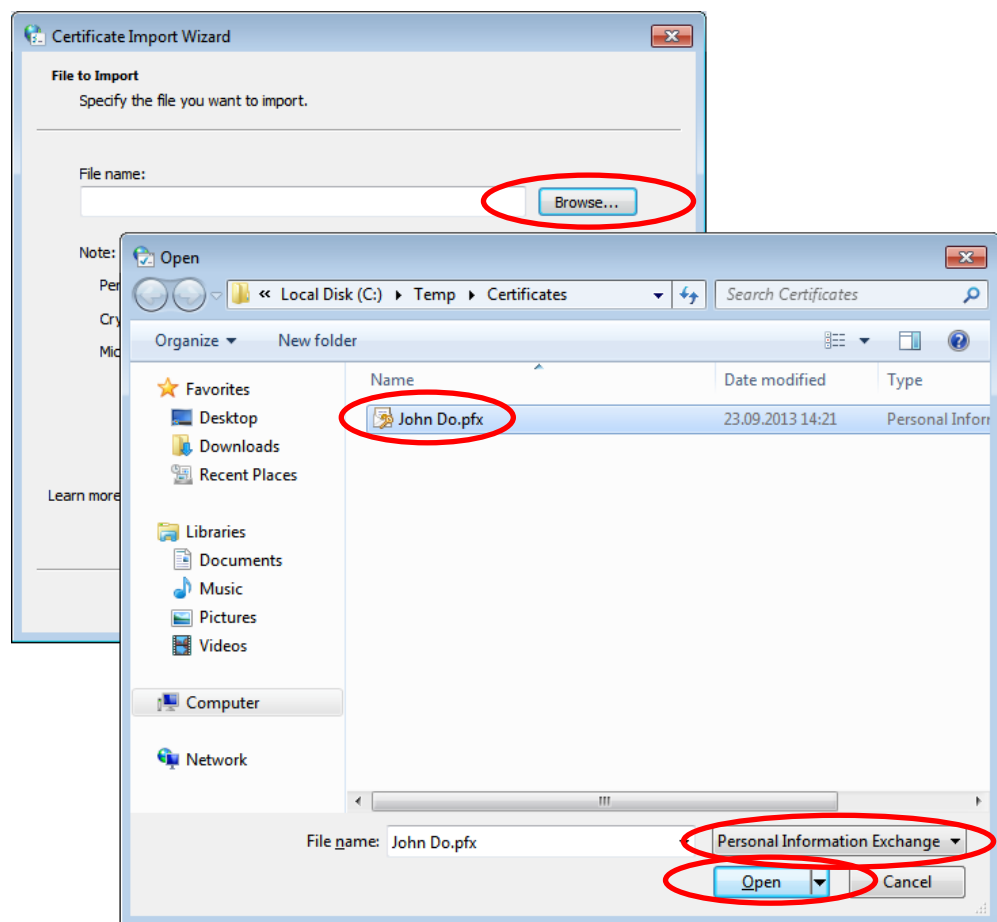 Certificate Import Wizard
File to Import
Specify the file you want to import.
File name:
Browse...
Note:
Per
Cry
Mic
Learn more
Open
« Local Disk (C:) Temp Certificates
Search Certificates
Organize New folder
Name Date modified Type
Favorites
Desktop
Downloads
Recent Places
Libraries
Documents
Music
Pictures
Videos
Computer
Network
John Do.pfx 23.09.2013 14:21 Personal Inforr
File name: John Do.pfx
Personal Information Exchange
Open Cancel